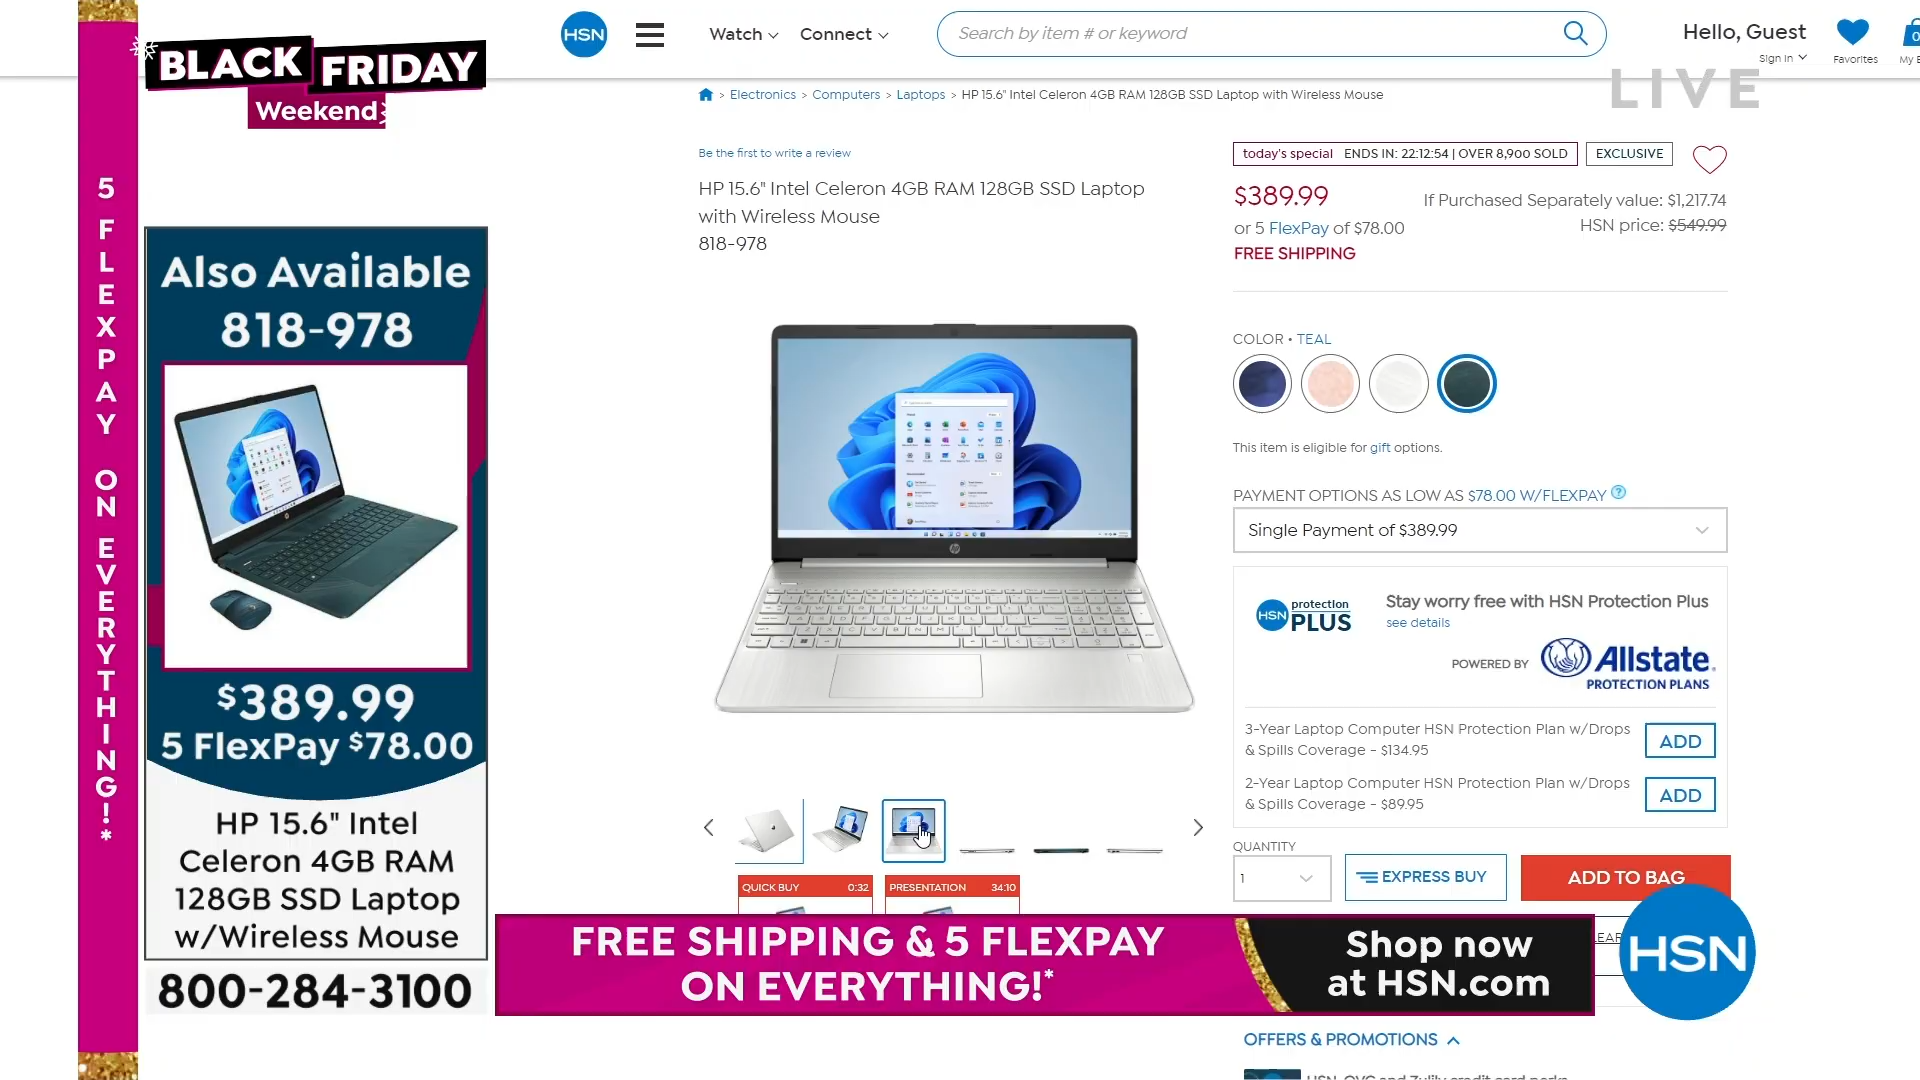 BLACK FRIDAY
Weekend
5 FLEXPAY ON EVERYTHING!*
Also Available
818-978
$389.99
5 FlexPay $78.00
HP 15.6" Intel
Celeron 4GB RAM
128GB SSD Laptop
w/Wireless Mouse
800-284-3100
HSN
Watch
Connect
Search by item # or keyword
Hello, Guest
Sign In
Favorites
0
LIVE
> Electronics > Computers > Laptops > HP 15.6" Intel Celeron 4GB RAM 128GB SSD Laptop with Wireless Mouse
Be the first to write a review
HP 15.6" Intel Celeron 4GB RAM 128GB SSD Laptop
with Wireless Mouse
818-978
today's special ENDS IN: 22:12:54 | OVER 8,900 SOLD
EXCLUSIVE
$389.99
If Purchased Separately value: $1,217.74
or 5 FlexPay of $78.00
HSN price: $549.99
FREE SHIPPING
COLOR • TEAL
This item is eligible for gift options.
PAYMENT OPTIONS AS LOW AS $78.00 W/FLEXPAY ?
Single Payment of $389.99
HSN protection PLUS
Stay worry free with HSN Protection Plus
see details
POWERED BY Allstate
PROTECTION PLANS
3-Year Laptop Computer HSN Protection Plan w/Drops
& Spills Coverage - $134.95
ADD
2-Year Laptop Computer HSN Protection Plan w/Drops
& Spills Coverage - $89.95
ADD
QUANTITY
1
EXPRESS BUY
ADD TO BAG
QUICK BUY 0:32
PRESENTATION 34:10
FREE SHIPPING & 5 FLEXPAY
ON EVERYTHING!*
Shop now
at HSN.com
HSN
OFFERS & PROMOTIONS